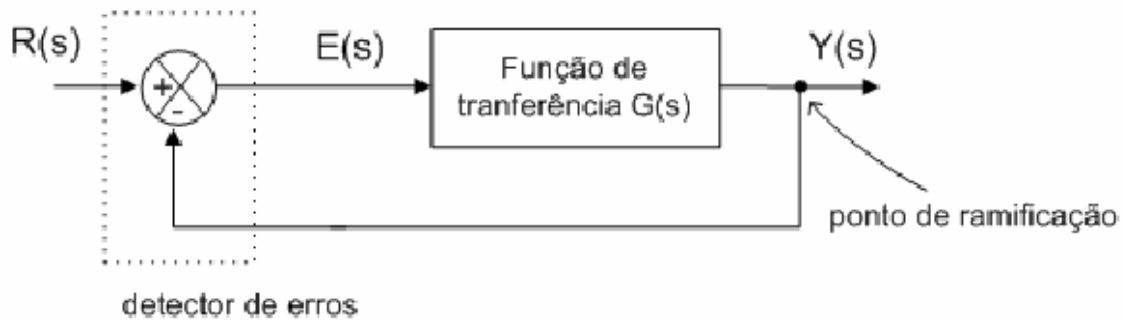 R(s)
E(s)
Y(s)
+
-
Função de
tranferência G(s)
ponto de ramificação
detector de erros